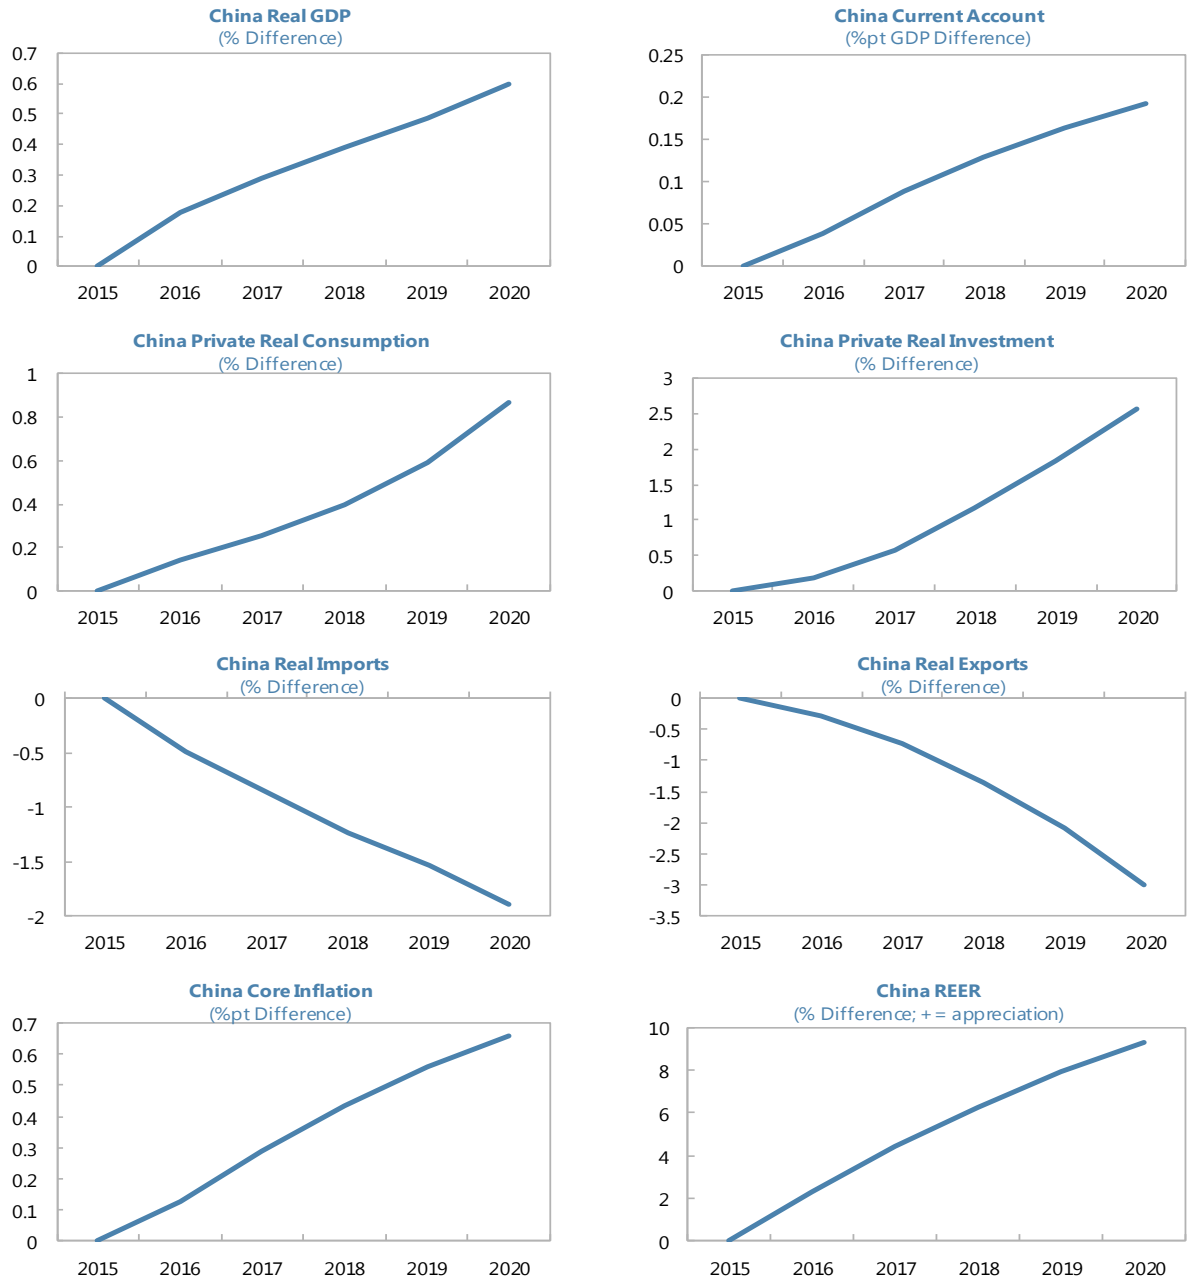 China Real GDP
(% Difference)
0.7
0.6
0.5
0.4
0.3
0.2
0.1
0
2015 2016 2017 2018 2019 2020
China Current Account
(%pt GDP Difference)
0.25
0.2
0.15
0.1
0.05
0
2015 2016 2017 2018 2019 2020
China Private Real Consumption
(% Difference)
1
0.8
0.6
0.4
0.2
0
2015 2016 2017 2018 2019 2020
China Private Real Investment
(% Difference)
3
2.5
2
1.5
1
0.5
0
2015 2016 2017 2018 2019 2020
China Real Imports
(% Difference)
0
-0.5
-1
-1.5
-2
2015 2016 2017 2018 2019 2020
China Real Exports
(% Difference)
0
-0.5
-1
-1.5
-2
-2.5
-3
-3.5
2015 2016 2017 2018 2019 2020
China Core Inflation
(%pt Difference)
0.7
0.6
0.5
0.4
0.3
0.2
0.1
0
2015 2016 2017 2018 2019 2020
China REER
(% Difference; + = appreciation)
10
8
6
4
2
0
2015 2016 2017 2018 2019 2020